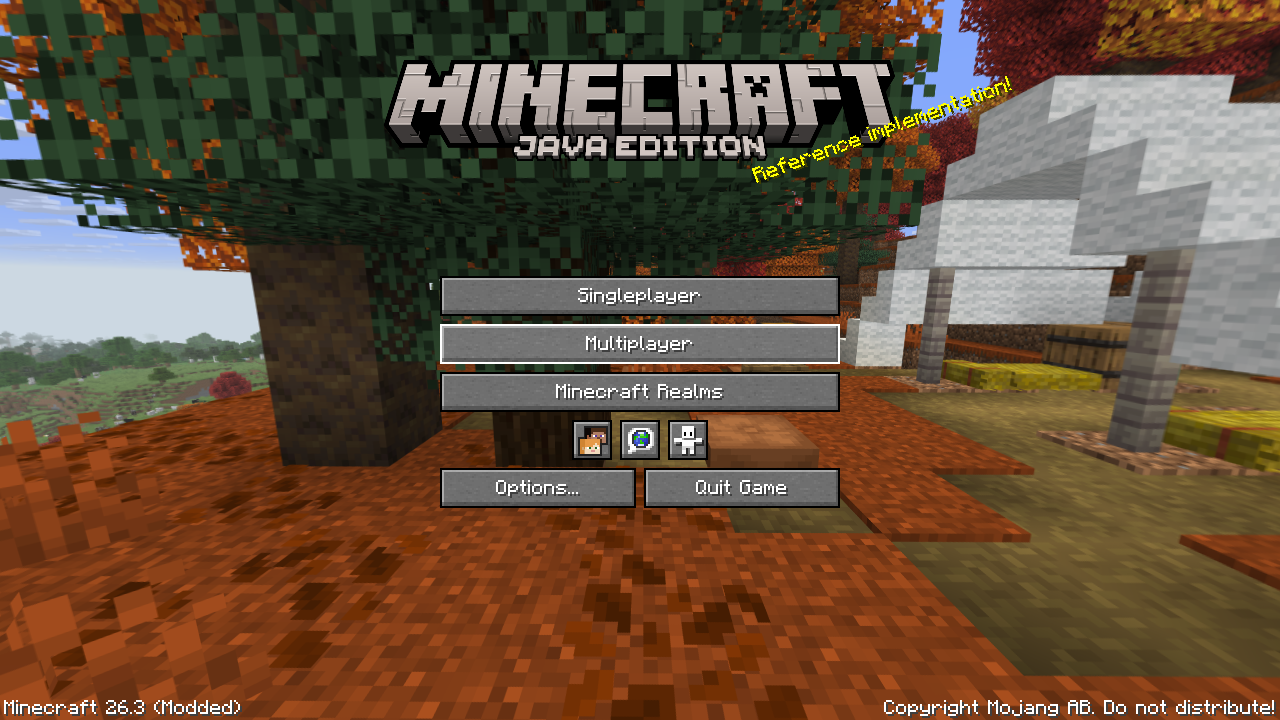 MINECRAFT
JAVA EDITION
Reference implementation!
Singleplayer
Multiplayer
Minecraft Realms
Options...
Quit Game
Minecraft 26.3 (Modded)
Copyright Mojang AB. Do not distribute!